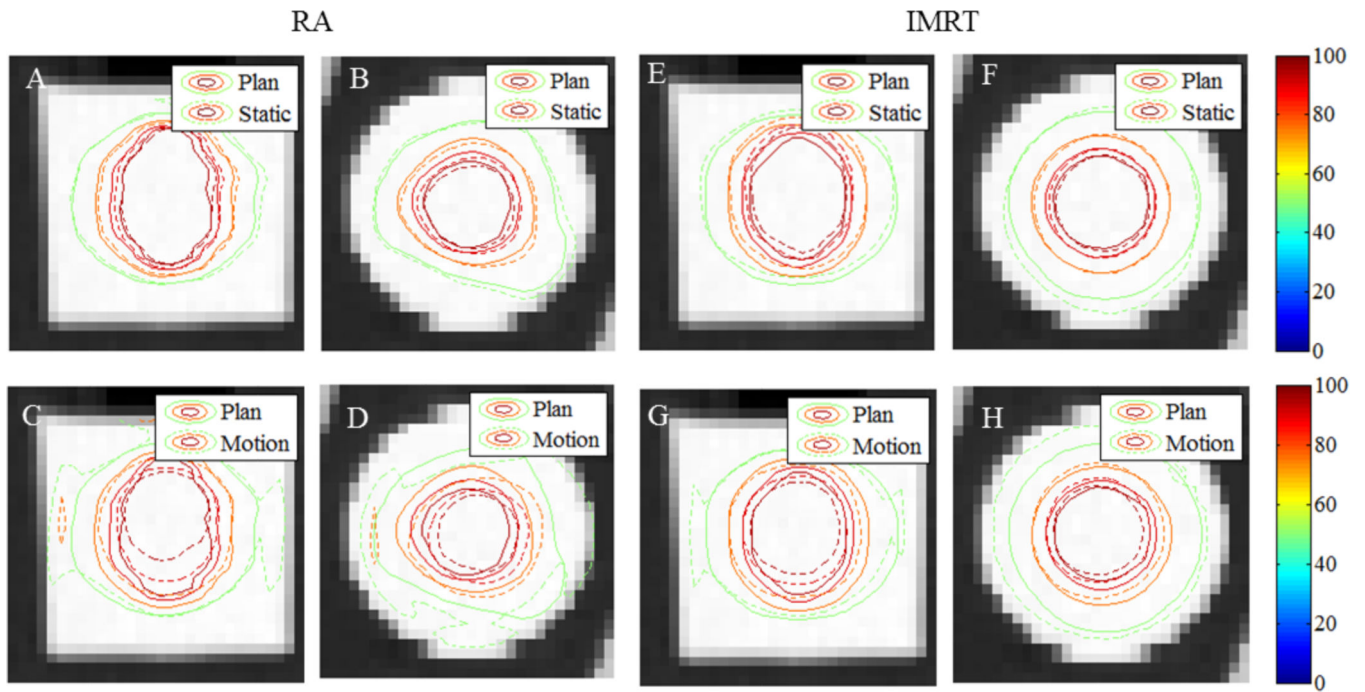 RA IMRT
A Plan Static
B Plan Static
E Plan Static
F Plan Static
100
80
60
40
20
0
C Plan Motion
D Plan Motion
G Plan Motion
H Plan Motion
100
80
60
40
20
0